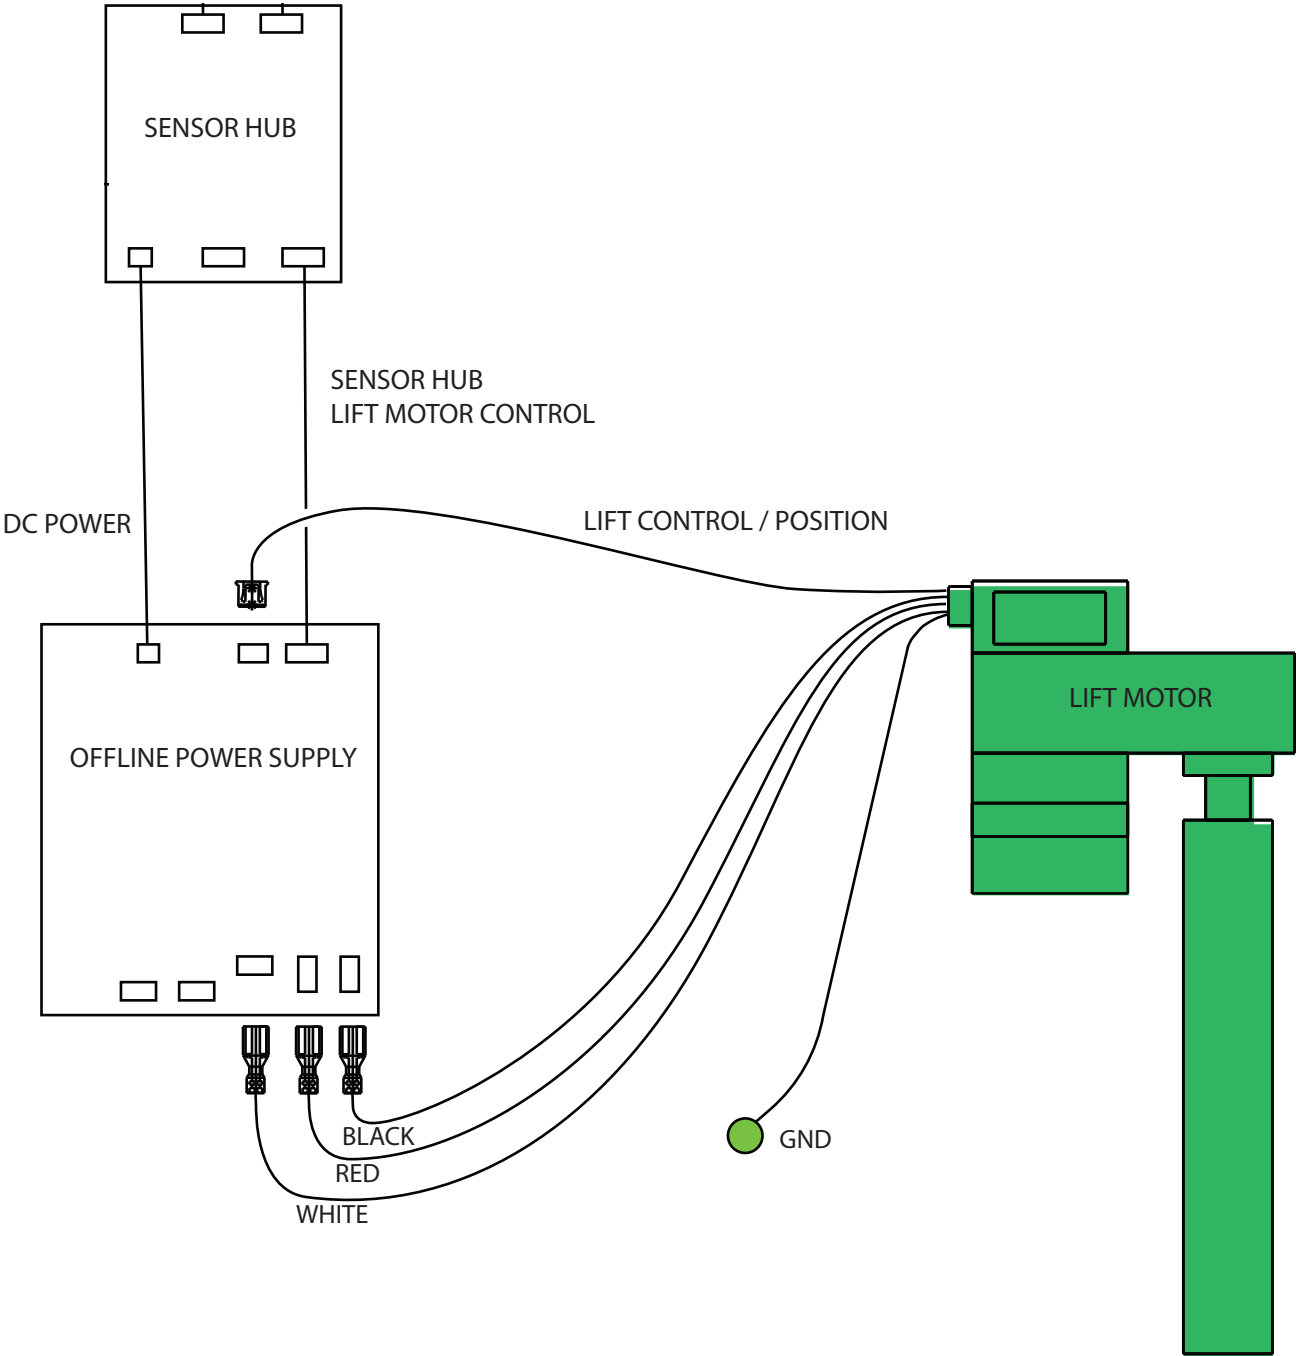 SENSOR HUB
SENSOR HUB
LIFT MOTOR CONTROL
DC POWER
LIFT CONTROL / POSITION
LIFT MOTOR
OFFLINE POWER SUPPLY
BLACK
GND
RED
WHITE